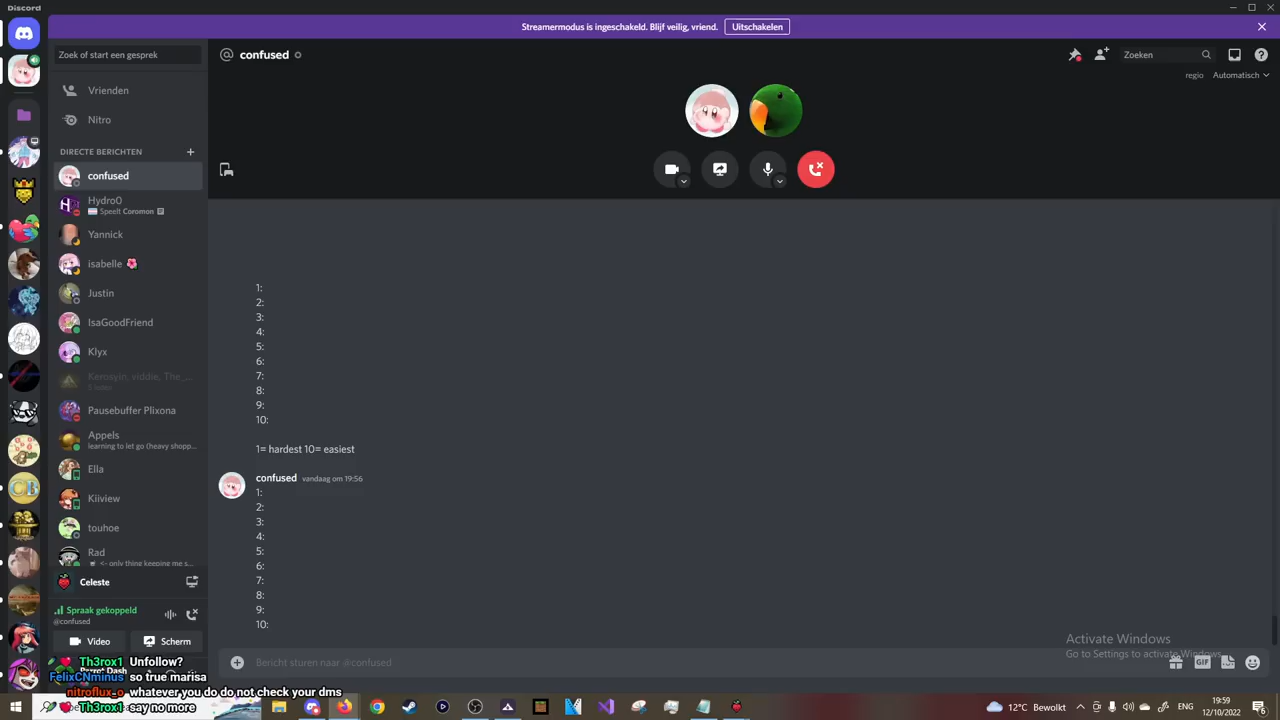 Discord
Streamermodus is ingeschakeld. Blijf veilig, vriend.
Uitschakelen
Zoek of start een gesprek
confused
Zoeken
regio
Automatisch
Vrienden
Nitro
DIRECTE BERICHTEN
confused
Hydro0
Speelt Coromon
Yannick
isabelle
Justin
IsaGoodFriend
Klyx
Pausebuffer Plixona
Appels
learning to let go (heavy shopp...
Ella
Kiiview
touhoe
Rad
<- only thing keeping me s...
Celeste
Spraak gekoppeld
@confused
Video
Scherm
1:
2:
3:
4:
5:
6:
7:
8:
9:
10:
1= hardest 10= easiest
confused vandaag om 19:56
1:
2:
3:
4:
5:
6:
7:
8:
9:
10:
Bericht sturen naar @confused
GIF
Activate Windows
Go to Settings to activate Windows.
Th3rox1 Unfollow?
FelixCNminus so true marisa
nitroflux_o whatever you do do not check your dms
Th3rox1 say no more
12°C Bewolkt
19:59
12/10/2022